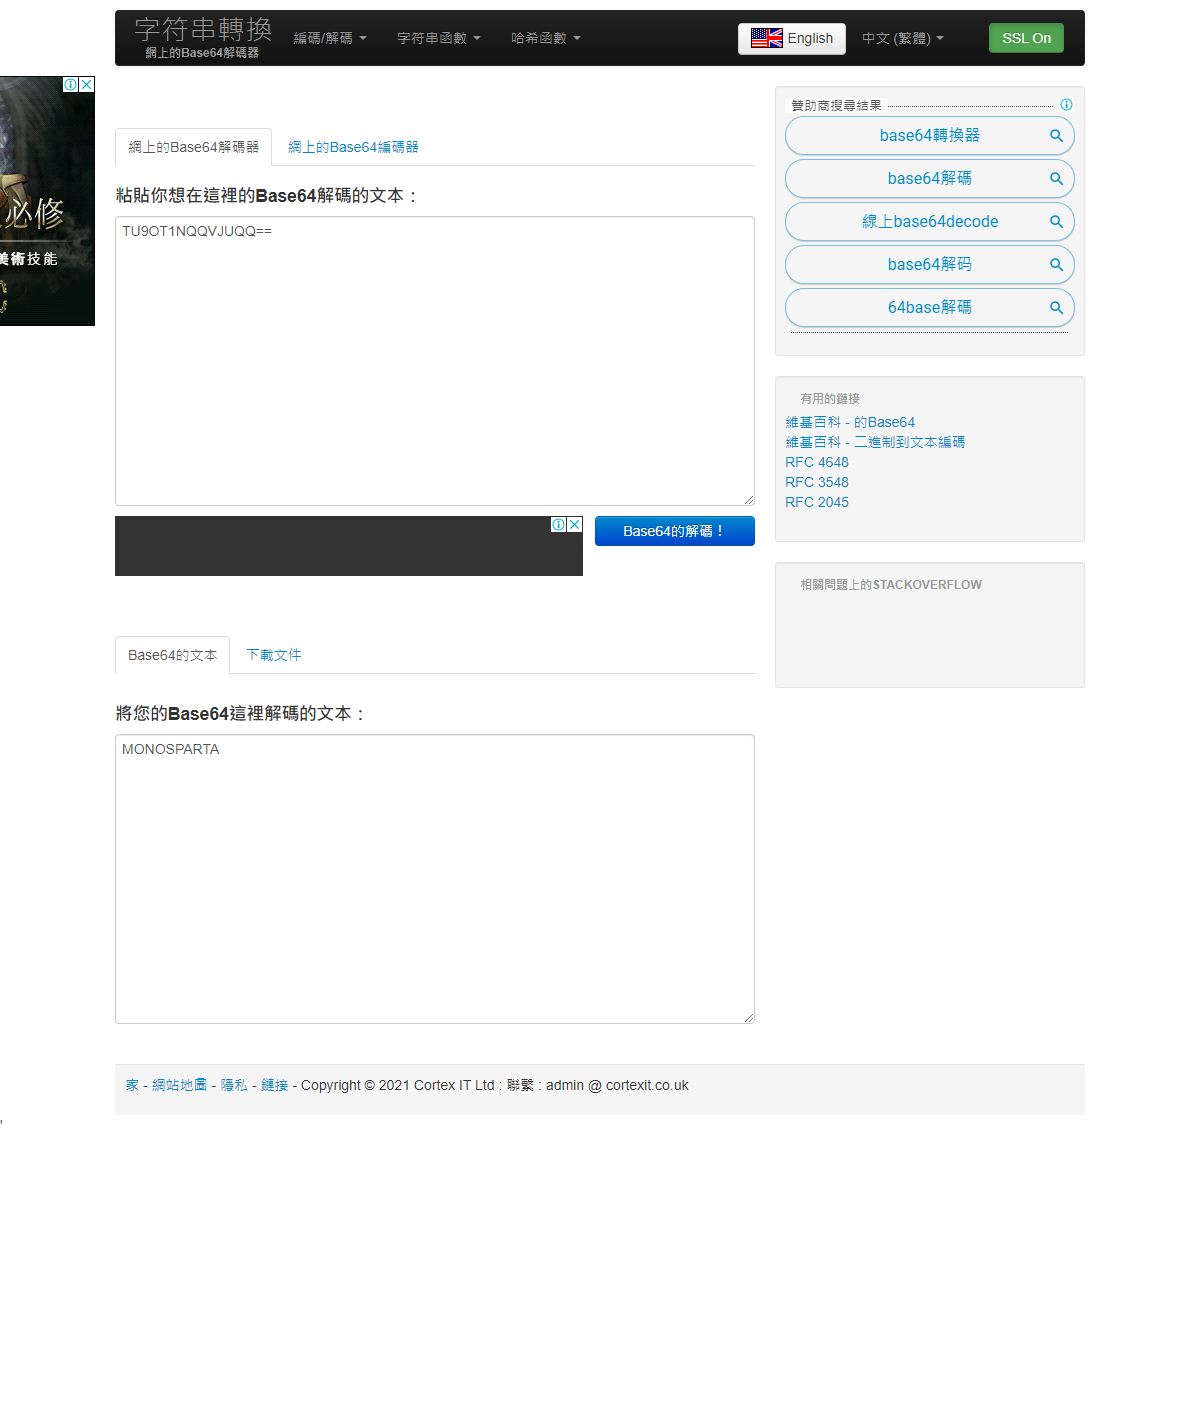 字符串轉換
網上的Base64解碼器
編碼/解碼
字符串函數
哈希函數
English
中文 (繁體)
SSL On
必修
美術技能
網上的Base64解碼器
網上的Base64編碼器
粘貼你想在這裡的Base64解碼的文本：
TU9OT1NQQVJUQQ==
Base64的解碼！
Base64的文本
下載文件
將您的Base64這裡解碼的文本：
MONOSPARTA
贊助商搜尋結果
base64轉換器
base64解碼
線上base64decode
base64解码
64base解碼
有用的鏈接
維基百科 - 的Base64
維基百科 - 二進制到文本編碼
RFC 4648
RFC 3548
RFC 2045
相關問題上的STACKOVERFLOW
家 - 網站地圖 - 隱私 - 鏈接 - Copyright © 2021 Cortex IT Ltd : 聯繫 : admin @ cortexit.co.uk